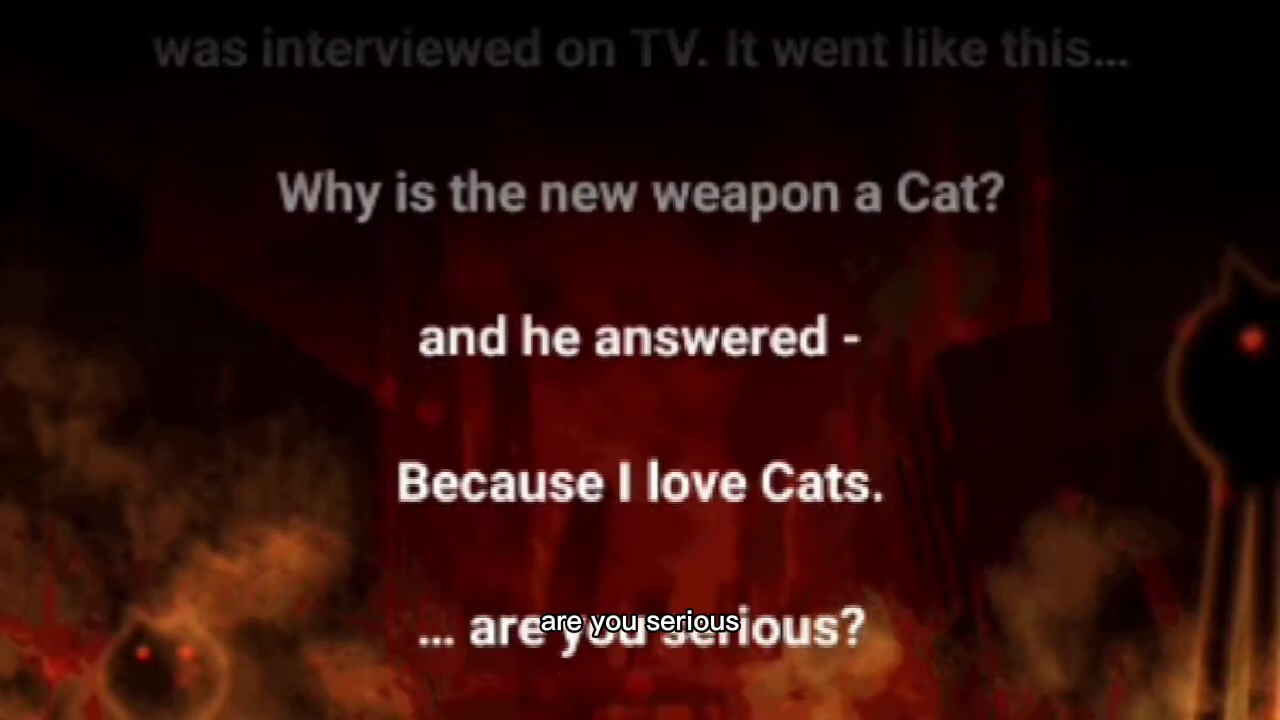 was interviewed on TV. It went like this...
Why is the new weapon a Cat?
and he answered -
Because I love Cats.
... are you serious?
are you serious